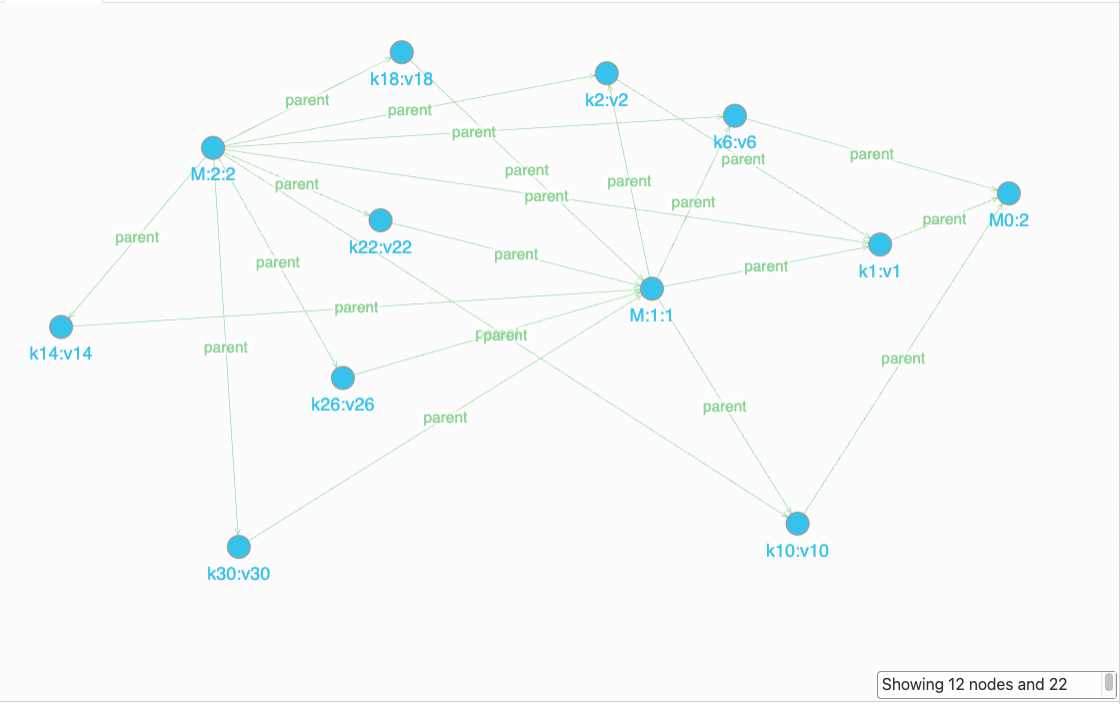 k18:v18
k2:v2
parent
parent
k6:v6
parent
M:2:2
parent
parent
parent
parent
parent
parent
parent
M0:2
parent
parent
k22:v22
parent
parent
k1:v1
parent
parent
M:1:1
parent
parent
k14:v14
parent
parent
k26:v26
parent
parent
k10:v10
k30:v30
Showing 12 nodes and 22